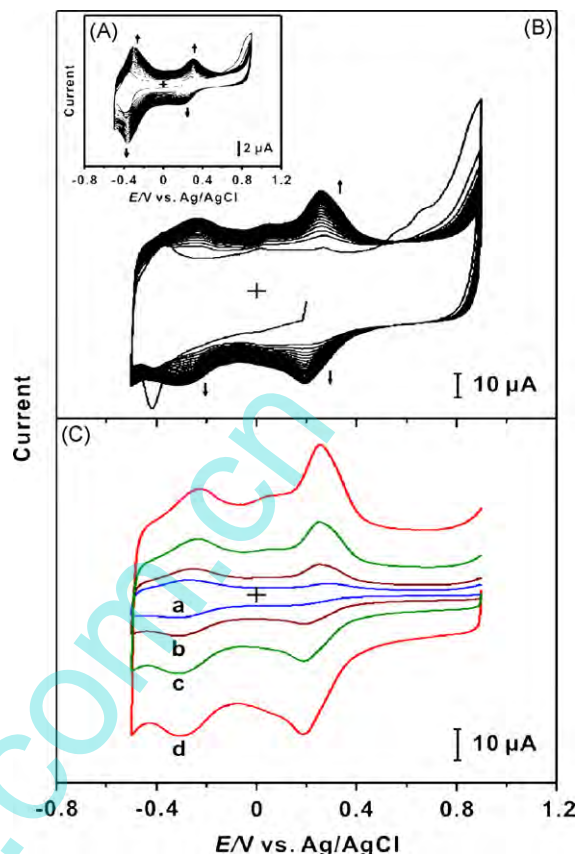 (A)
Current
2 µA
-0.8 -0.4 0 0.4 0.8 1.2
E/V vs. Ag/AgCl
(B)
10 µA
Current
(C)
a
b
c
d
10 µA
-0.8 -0.4 0 0.4 0.8 1.2
E/V vs. Ag/AgCl
.com.cn